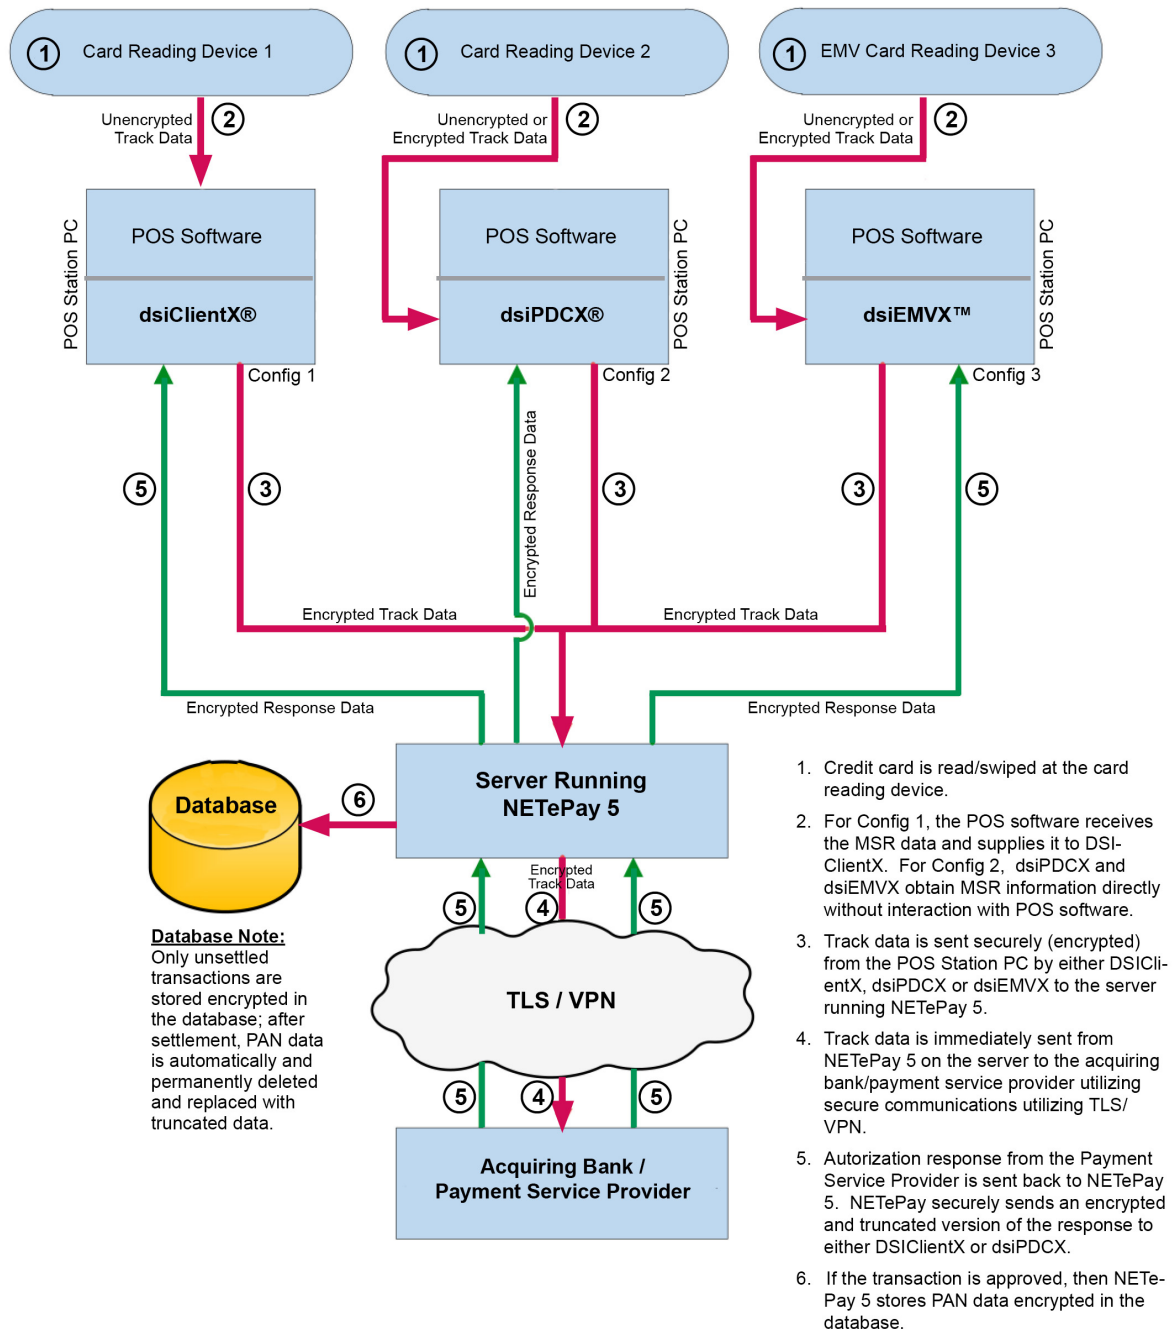 1 Card Reading Device 1
1 Card Reading Device 2
1 EMV Card Reading Device 3
Unencrypted
Track Data
2
Unencrypted or
Encrypted Track Data
2
Unencrypted or
Encrypted Track Data
2
POS Station PC
POS Software
dsiClientX®
Config 1
POS Software
dsiPDCX®
POS Station PC
Config 2
POS Software
dsiEMVX™
POS Station PC
Config 3
5
3
Encrypted Response Data
3
3
5
Encrypted Track Data
Encrypted Track Data
Encrypted Response Data
Encrypted Response Data
Server Running
NETePay 5
Database
6
Encrypted
Track Data
5
4
5
TLS / VPN
5
4
5
Acquiring Bank /
Payment Service Provider
Database Note:
Only unsettled
transactions are
stored encrypted in
the database; after
settlement, PAN data
is automatically and
permanently deleted
and replaced with
truncated data.
1. Credit card is read/swiped at the card
reading device.
2. For Config 1, the POS software receives
the MSR data and supplies it to DSI-
ClientX. For Config 2, dsiPDCX and
dsiEMVX obtain MSR information directly
without interaction with POS software.
3. Track data is sent securely (encrypted)
from the POS Station PC by either DSICli-
entX, dsiPDCX or dsiEMVX to the server
running NETePay 5.
4. Track data is immediately sent from
NETePay 5 on the server to the acquiring
bank/payment service provider utilizing
secure communications utilizing TLS/
VPN.
5. Autorization response from the Payment
Service Provider is sent back to NETePay
5. NETePay securely sends an encrypted
and truncated version of the response to
either DSIClientX or dsiPDCX.
6. If the transaction is approved, then NETe-
Pay 5 stores PAN data encrypted in the
database.